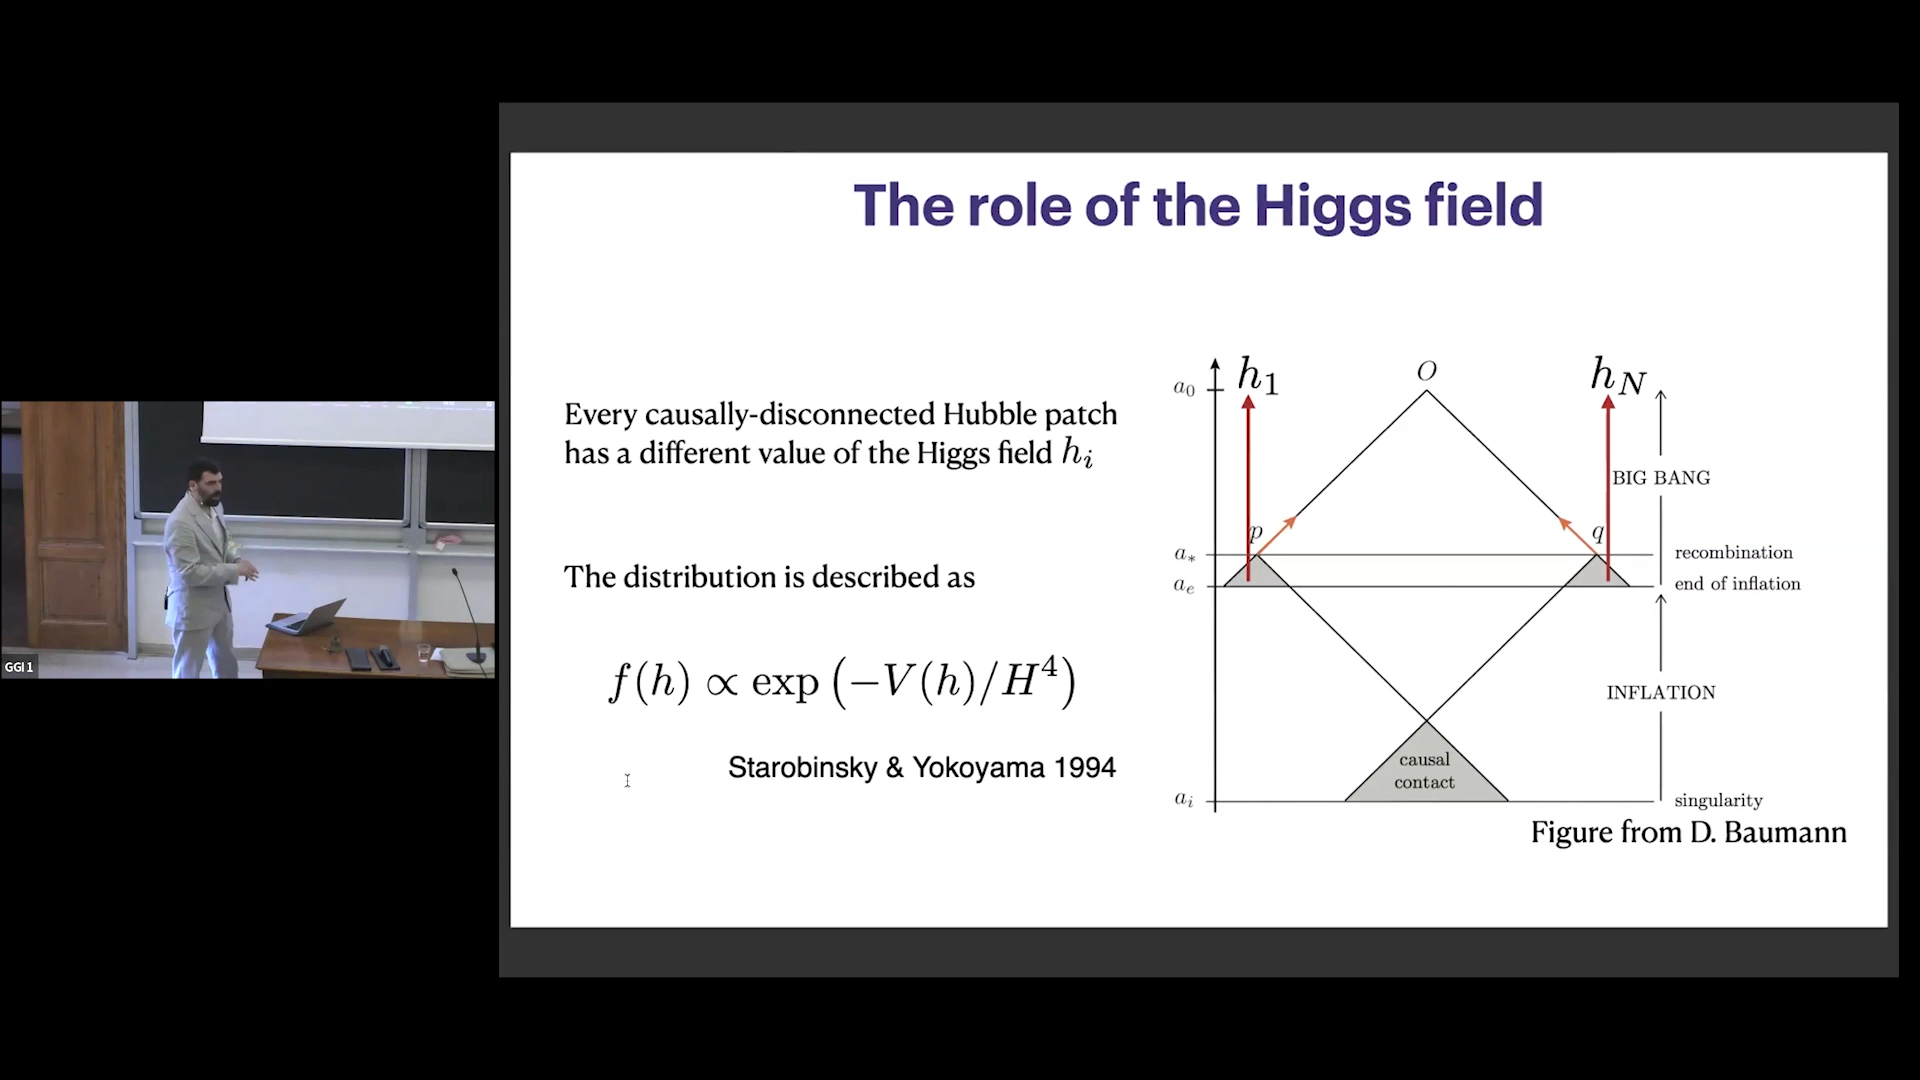 The role of the Higgs field
Every causally-disconnected Hubble patch
has a different value of the Higgs field h_i
The distribution is described as
f(h) ∝ exp (−V(h)/H^4)
Starobinsky & Yokoyama 1994
a_0
h_1
O
h_N
BIG BANG
p
q
a_*
recombination
a_e
end of inflation
INFLATION
causal
contact
a_i
singularity
Figure from D. Baumann
GGI 1